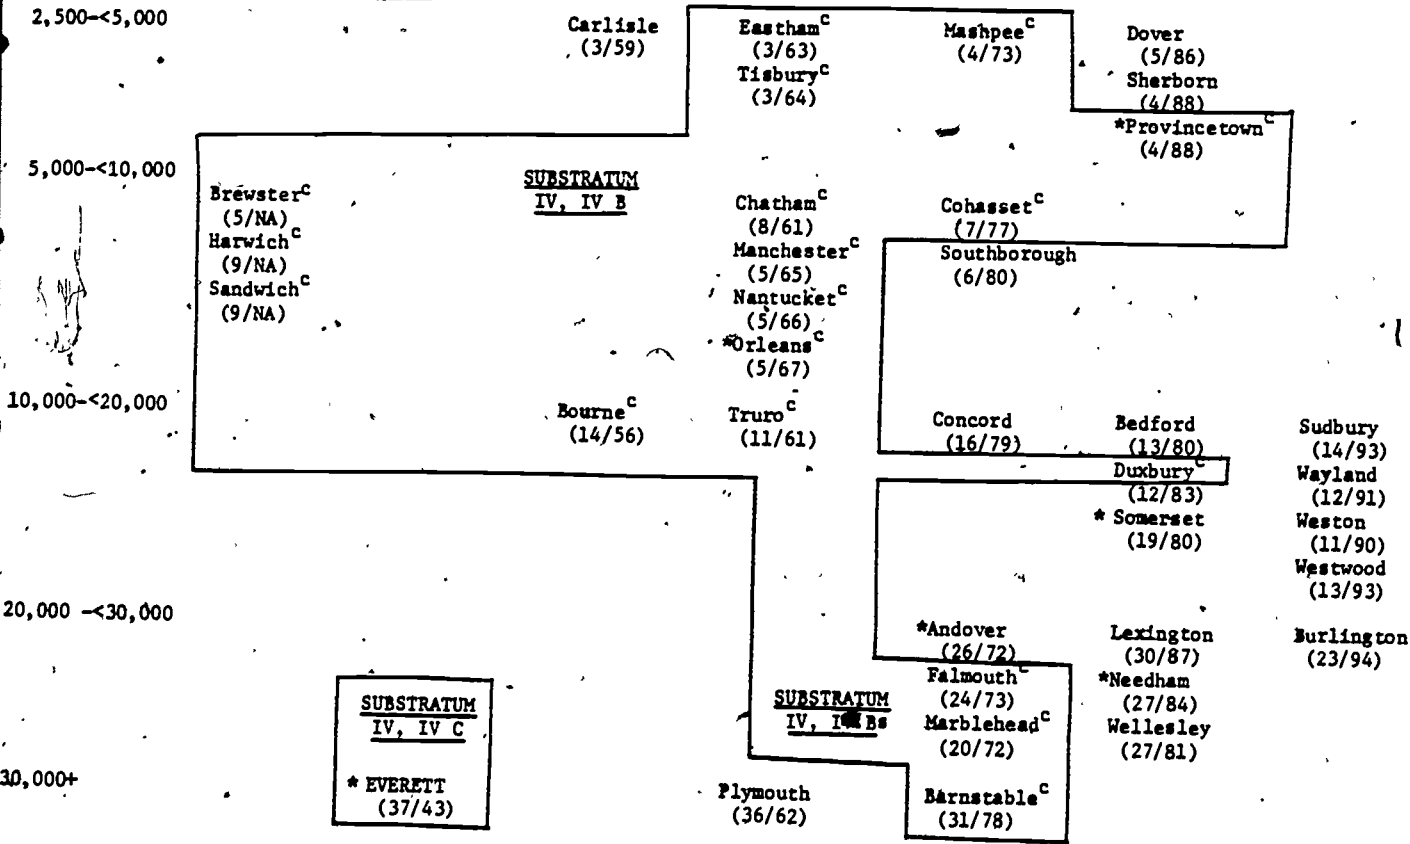 2,500-<5,000
Carlisle
(3/59)
Eastham^c
(3/63)
Tisbury^c
(3/64)
Mashpee^c
(4/73)
Dover
(5/86)
Sherborn
(4/88)
*Provincetown^c
(4/88)
5,000-<10,000
Brewster^c
(5/NA)
Harwich^c
(9/NA)
Sandwich^c
(9/NA)
SUBSTRATUM
IV, IV B
Chatham^c
(8/61)
Manchester^c
(5/65)
Nantucket^c
(5/66)
*Orleans^c
(5/67)
Cohasset^c
(7/77)
Southborough
(6/80)
10,000-<20,000
Bourne^c
(14/56)
Truro^c
(11/61)
Concord
(16/79)
Bedford
(13/80)
Duxbury^c
(12/83)
* Somerset
(19/80)
Sudbury
(14/93)
Wayland
(12/91)
Weston
(11/90)
Westwood
(13/93)
20,000 -<30,000
*Andover
(26/72)
Falmouth^c
(24/73)
Marblehead^c
(20/72)
Lexington
(30/87)
*Needham
(27/84)
Wellesley
(27/81)
Burlington
(23/94)
SUBSTRATUM
IV, IV C
SUBSTRATUM
IV,
30,000+
* EVERETT
(37/43)
Plymouth
(36/62)
Barnstable^c
(31/78)